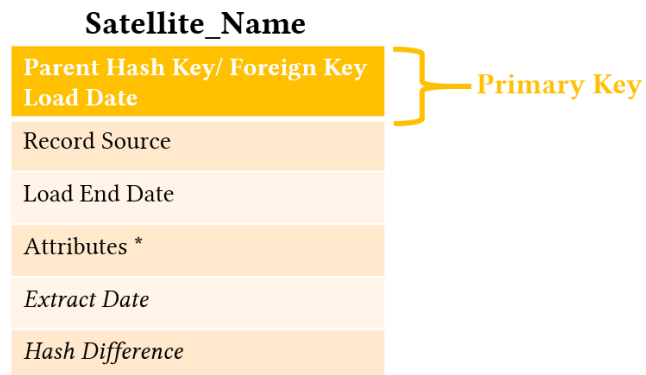 Satellite_Name
Parent Hash Key/ Foreign Key
Load Date
Primary Key
Record Source
Load End Date
Attributes *
Extract Date
Hash Difference